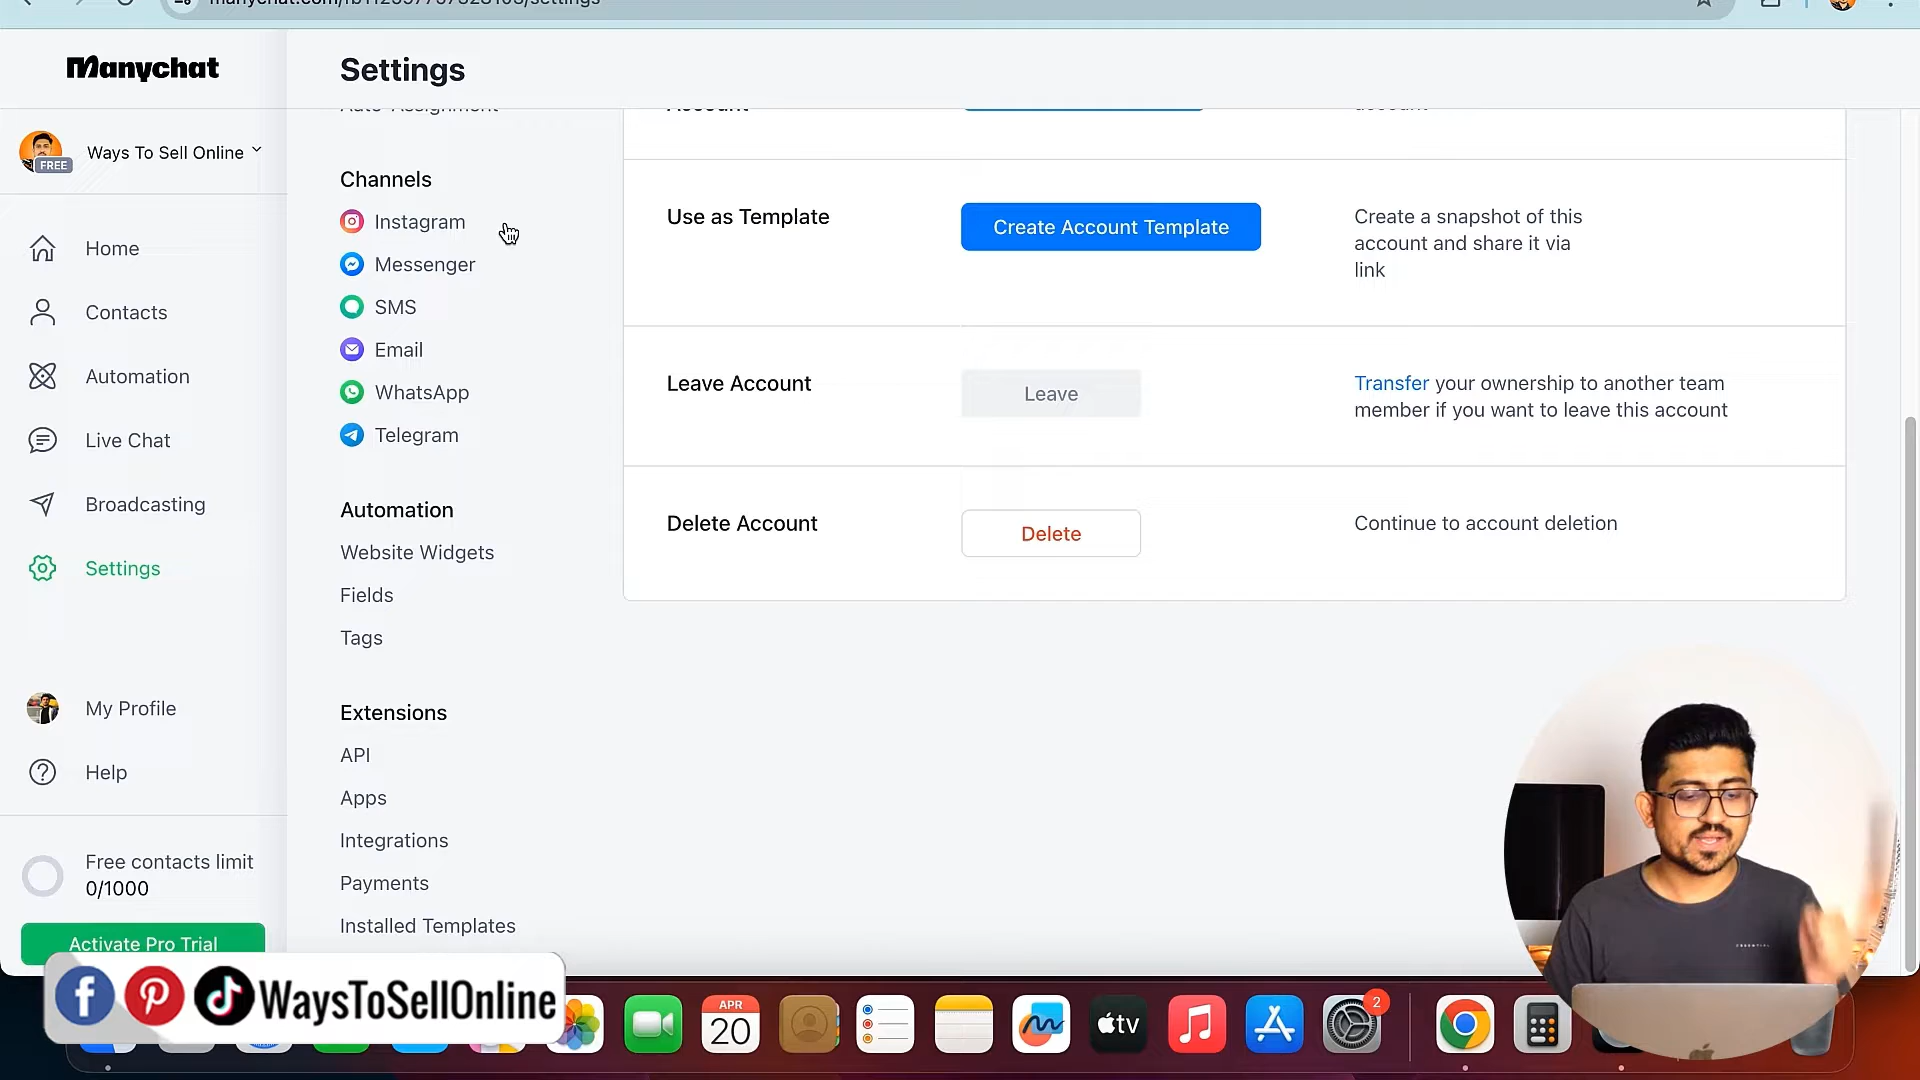 Manychat
Settings
Auto-Assignment
Account
account
Ways To Sell Online
FREE
Home
Contacts
Automation
Live Chat
Broadcasting
Settings
My Profile
Help
Free contacts limit
0/1000
Activate Pro Trial
Channels
Instagram
Messenger
SMS
Email
WhatsApp
Telegram
Automation
Website Widgets
Fields
Tags
Extensions
API
Apps
Integrations
Payments
Installed Templates
Use as Template
Create Account Template
Create a snapshot of this
account and share it via
link
Leave Account
Leave
Transfer your ownership to another team
member if you want to leave this account
Delete Account
Delete
Continue to account deletion
WaysToSellOnline
APR
20
tv
2